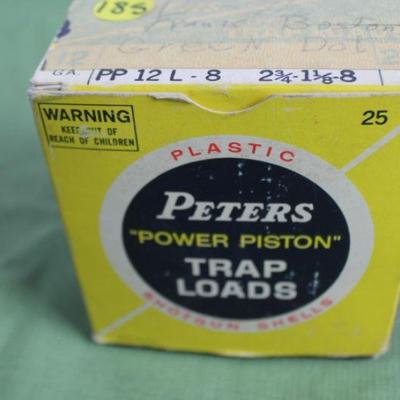 185
Green Dot
GA. PP 12 L - 8 2¾-1⅛-8
WARNING
KEEP OUT OF
REACH OF CHILDREN
25
PLASTIC
PETERS
"POWER PISTON"
TRAP
LOADS
SHOTGUN SHELLS